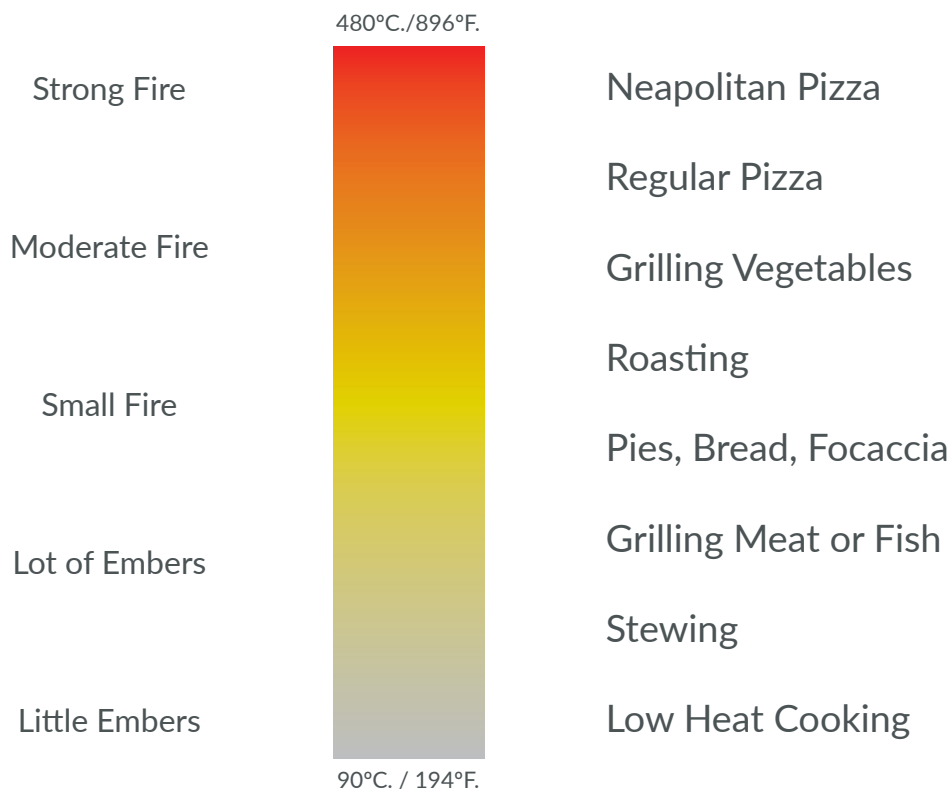 480°C./896°F.
Strong Fire
Neapolitan Pizza
Regular Pizza
Moderate Fire
Grilling Vegetables
Roasting
Small Fire
Pies, Bread, Focaccia
Grilling Meat or Fish
Lot of Embers
Stewing
Little Embers
Low Heat Cooking
90°C. / 194°F.